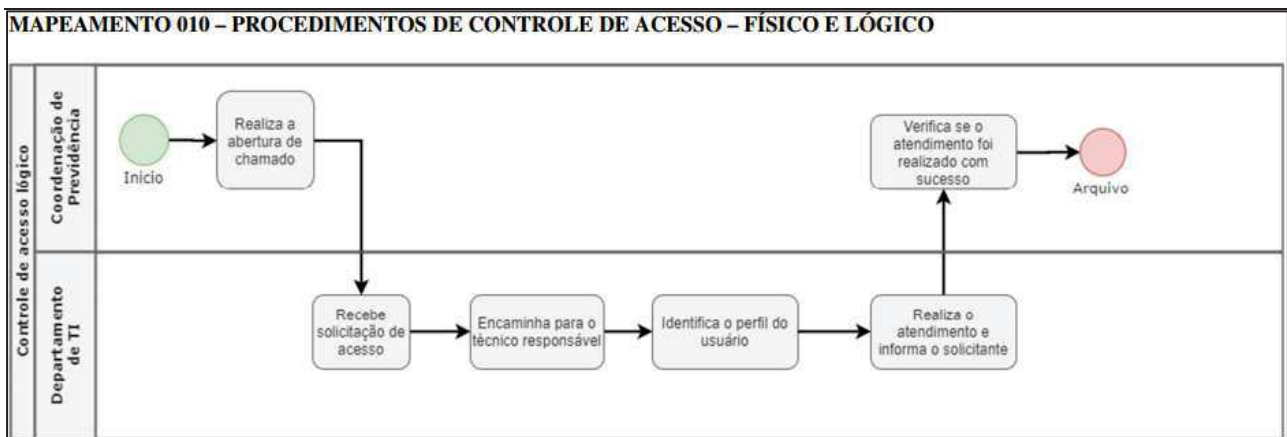 MAPEAMENTO 010 – PROCEDIMENTOS DE CONTROLE DE ACESSO – FÍSICO E LÓGICO
Controle de acesso lógico
Coordenação de
Previdência
Inicio
Realiza a
abertura de
chamado
Verifica se o
atendimento foi
realizado com
sucesso
Arquivo
Departamento
de TI
Recebe
solicitação de
acesso
Encaminha para o
técnico responsável
Identifica o perfil do
usuário
Realiza o
atendimento e
informa o solicitante